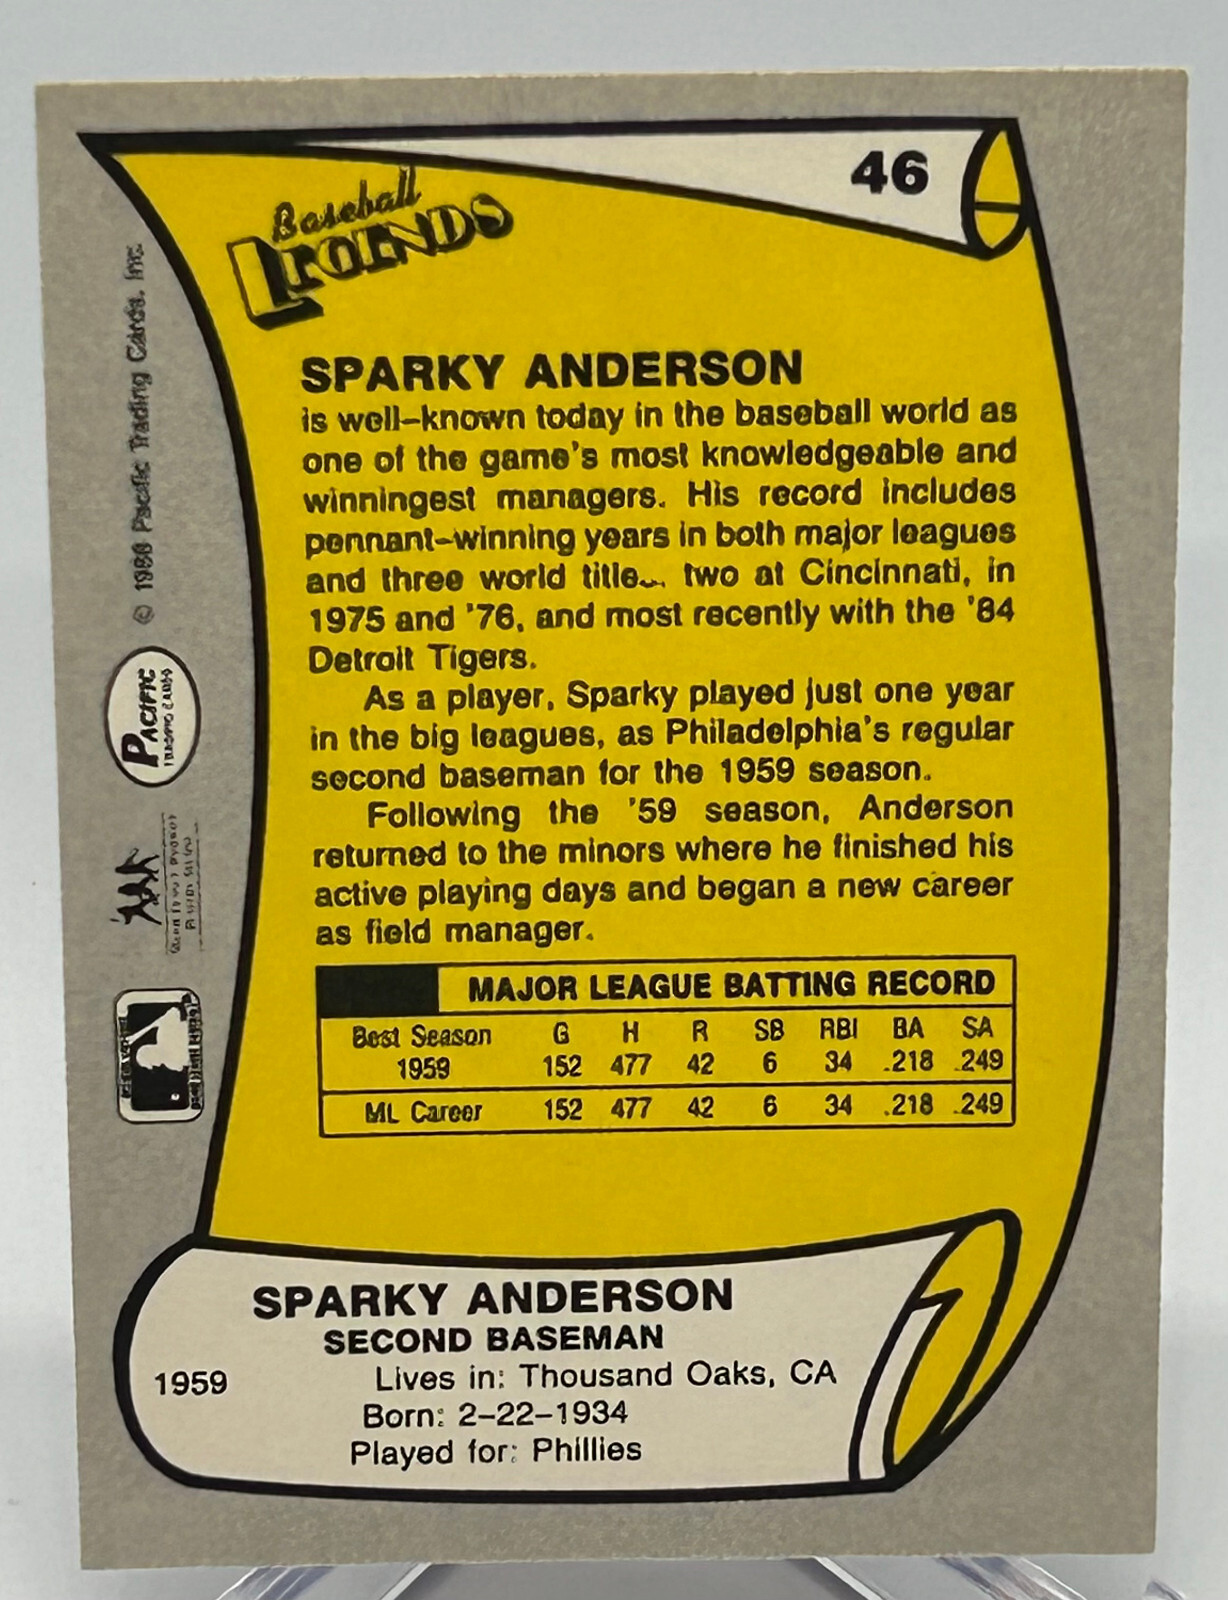 46
Baseball
LEGENDS
SPARKY ANDERSON
is well-known today in the baseball world as
one of the game's most knowledgeable and
winningest managers. His record includes
pennant-winning years in both major leagues
and three world title... two at Cincinnati, in
1975 and '76, and most recently with the '84
Detroit Tigers.
As a player, Sparky played just one year
in the big leagues, as Philadelphia's regular
second baseman for the 1959 season.
Following the '59 season, Anderson
returned to the minors where he finished his
active playing days and began a new career
as field manager.
MAJOR LEAGUE BATTING RECORD
Best Season G H R SB RBI BA SA
1959 152 477 42 6 34 .218 .249
ML Career 152 477 42 6 34 .218 .249
SPARKY ANDERSON
SECOND BASEMAN
1959 Lives in: Thousand Oaks, CA
Born: 2-22-1934
Played for: Phillies
© 1988 Pacific Trading Cards, Inc.
PACIFIC
TRADING CARDS